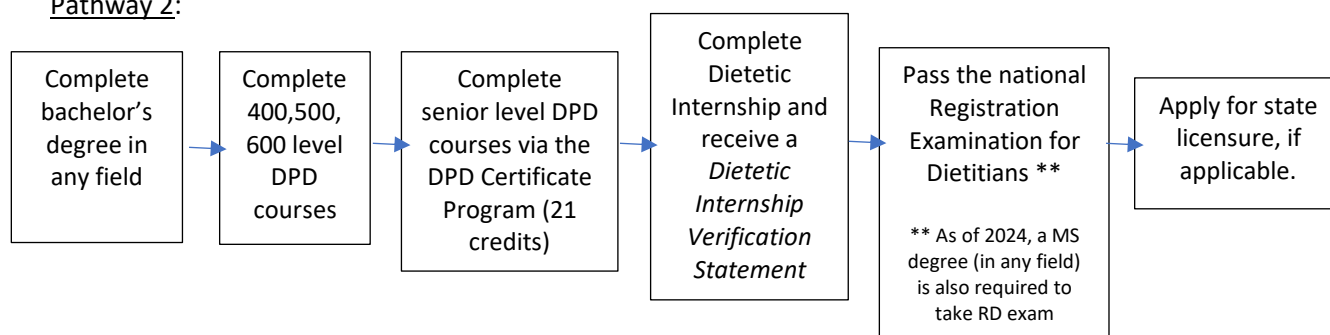 Pathway 2:
Complete
bachelor’s
degree in
any field
Complete
400,500,
600 level
DPD
courses
Complete
senior level DPD
courses via the
DPD Certificate
Program (21
credits)
Complete
Dietetic
Internship and
receive a
Dietetic
Internship
Verification
Statement
Pass the national
Registration
Examination for
Dietitians **
** As of 2024, a MS
degree (in any field)
is also required to
take RD exam
Apply for state
licensure, if
applicable.